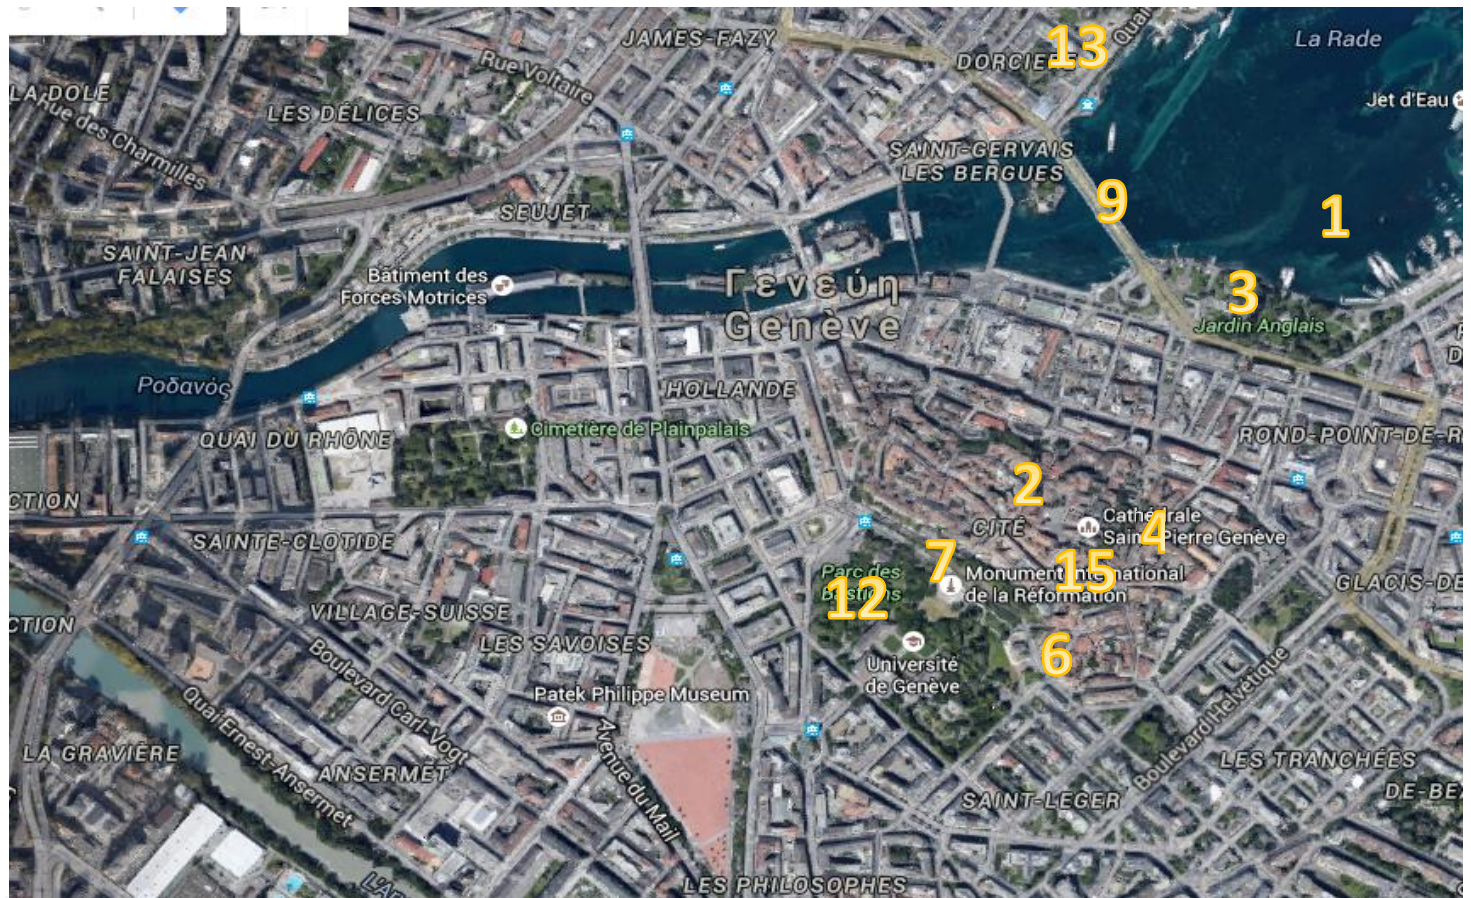 JAMES-FAZY
13
Quai
La Rade
DORCIÈRE
Rue Voltaire
LA DOLE
LES DÉLICES
Jet d'Eau
rue des Charmilles
SAINT-GERVAIS
LES BERGUES
9
1
SEUJET
SAINT-JEAN
FALAISES
Bâtiment des
Forces Motrices
Γενεύη
Genève
3
Jardin Anglais
Ροδανός
HOLLANDE
QUAI DU RHÔNE
Cimetière de Plainpalais
ROND-POINT-DE-R
2
CTION
CITÉ
Cathédrale
Saint-Pierre Genève
4
SAINTE-CLOTIDE
7
Parc des
Bastions
12
Monument International
de la Réformation
15
GLACIS-DE
VILLAGE-SUISSE
CTION
LES SAVOISES
6
Université
de Genève
Boulevard Carl-Vogt
Patek Philippe Museum
Quai Ernest-Ansermet
Avenue du Mail
Boulevard Helvétique
LA GRAVIÈRE
ANSERMET
LES TRANCHÉES
SAINT-LEGER
DE-BE
LES PHILOSOPHES